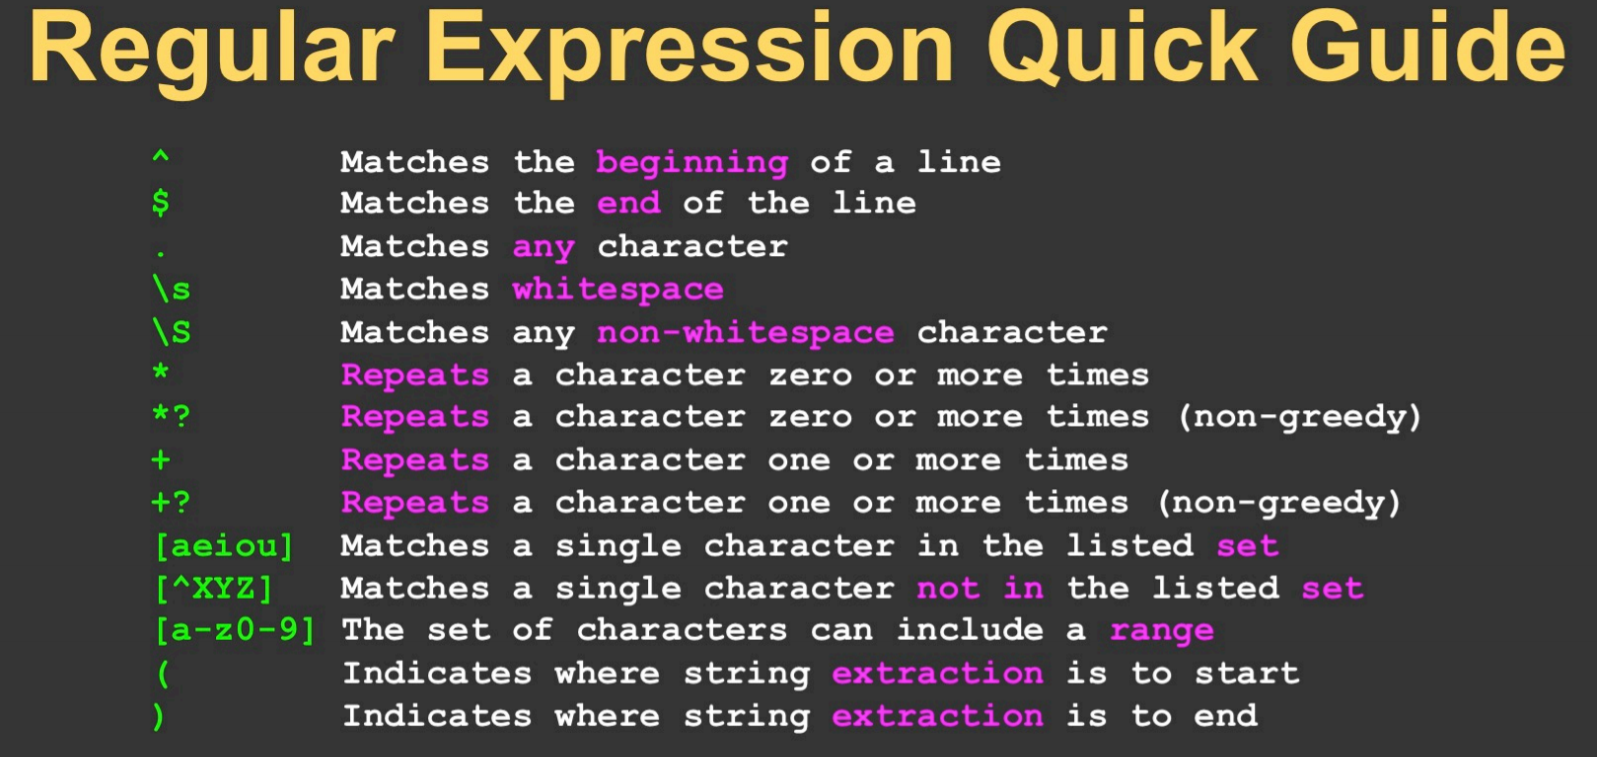 Regular Expression Quick Guide
^ Matches the beginning of a line
$ Matches the end of the line
. Matches any character
\s Matches whitespace
\S Matches any non-whitespace character
* Repeats a character zero or more times
*? Repeats a character zero or more times (non-greedy)
+ Repeats a character one or more times
+? Repeats a character one or more times (non-greedy)
[aeiou] Matches a single character in the listed set
[^XYZ] Matches a single character not in the listed set
[a-z0-9] The set of characters can include a range
( Indicates where string extraction is to start
) Indicates where string extraction is to end